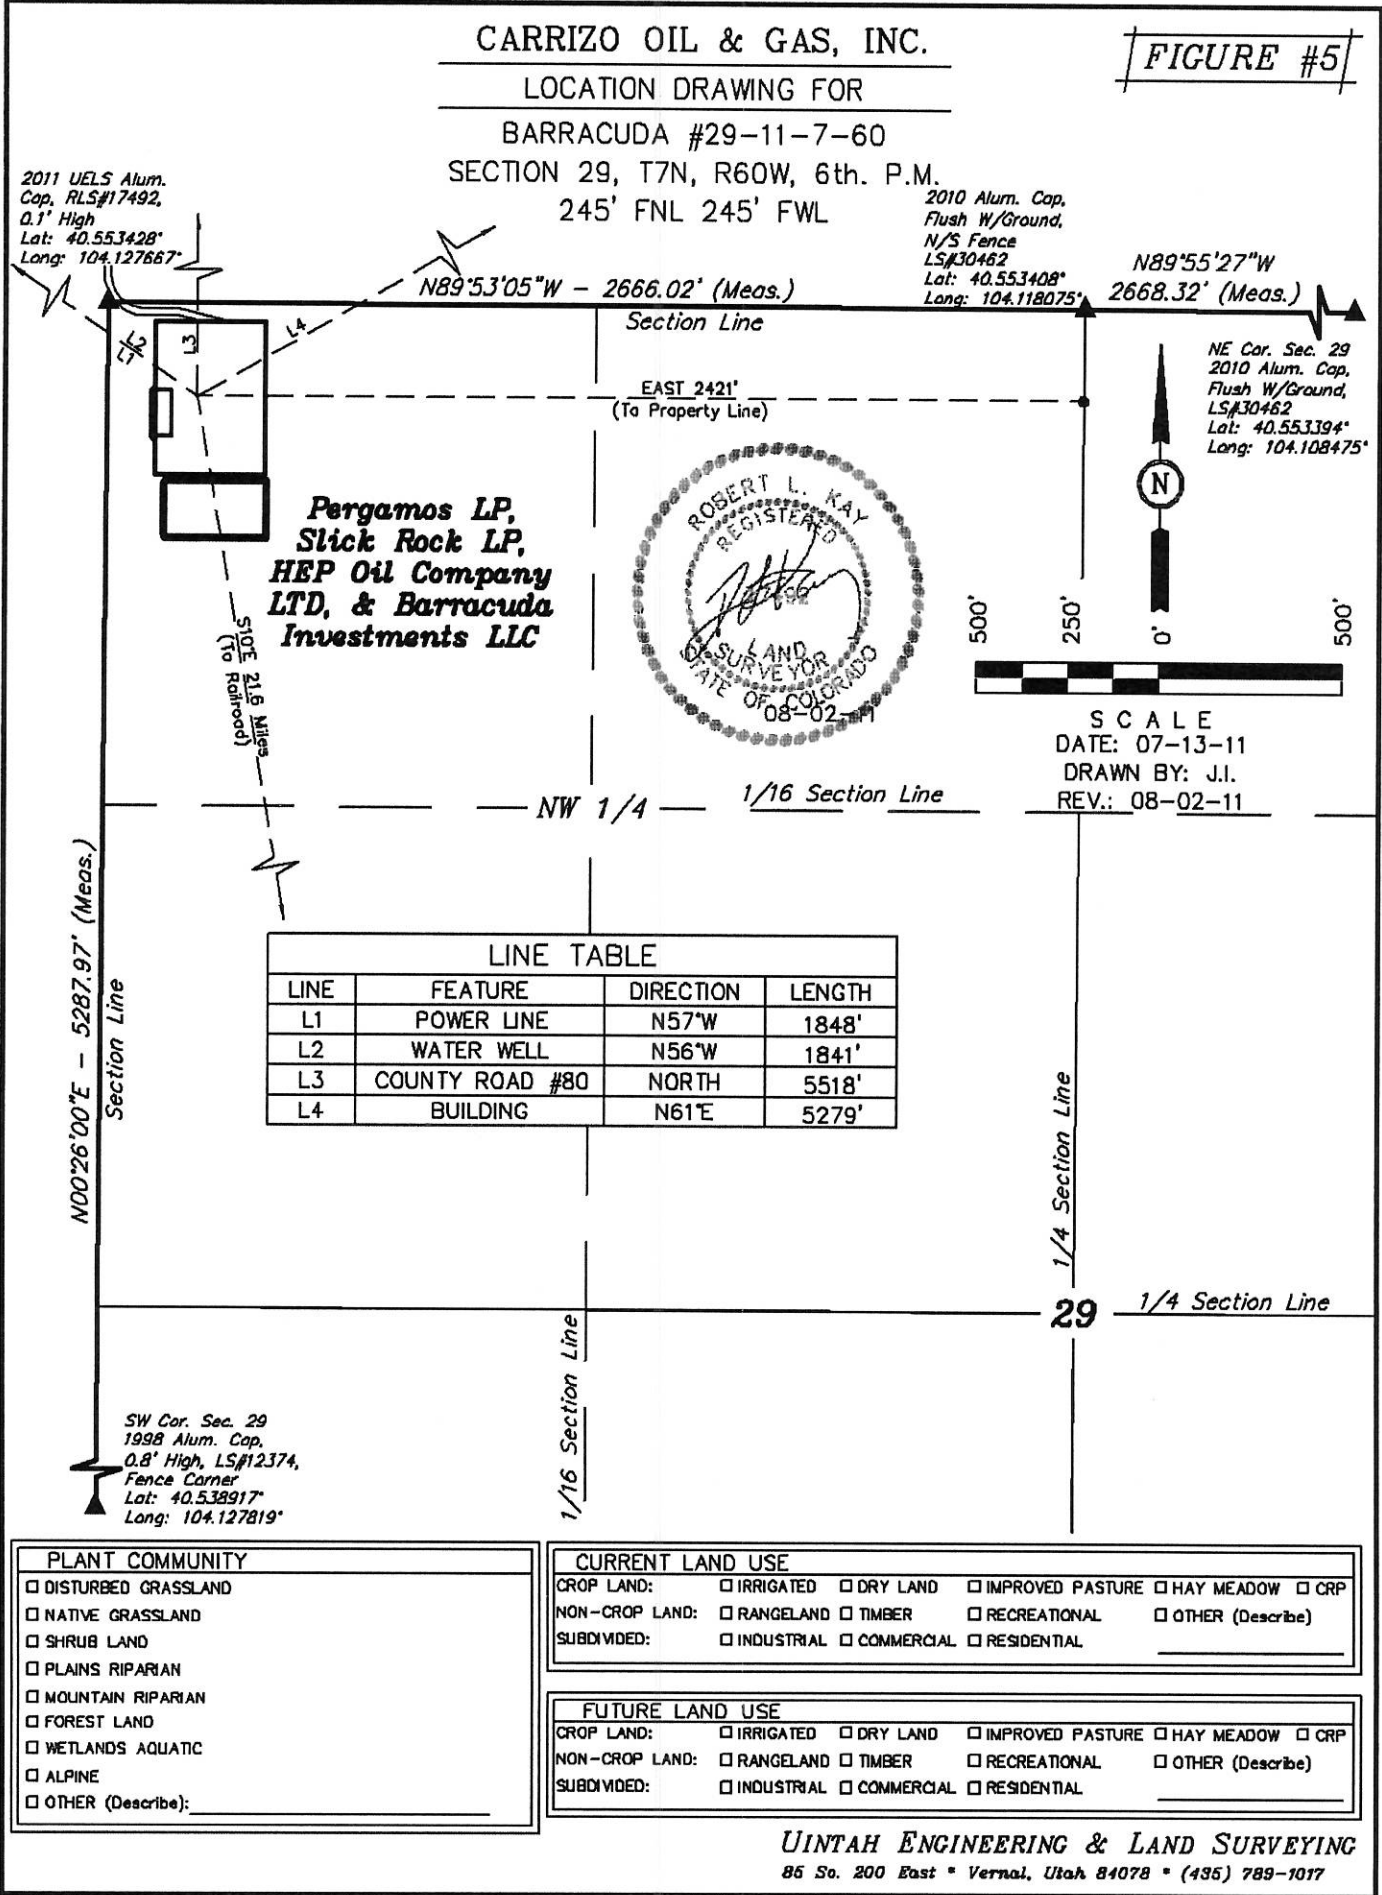 CARRIZO OIL & GAS, INC.
FIGURE #5
LOCATION DRAWING FOR
BARRACUDA #29-11-7-60
SECTION 29, T7N, R60W, 6th. P.M.
245' FNL 245' FWL
2011 UELS Alum.
Cap, RLS#17492,
0.1' High
Lat: 40.553428°
Long: 104.127667°
2010 Alum. Cap,
Flush W/Ground,
N/S Fence
LS#30462
Lat: 40.553408°
Long: 104.118075°
N89°55'27"W
2668.32' (Meas.)
N89°53'05"W - 2666.02' (Meas.)
Section Line
NE Cor. Sec. 29
2010 Alum. Cap,
Flush W/Ground,
LS#30462
Lat: 40.553394°
Long: 104.108475°
L2
L1
L3
L4
EAST 2421'
(To Property Line)
N
Pergamos LP,
Slick Rock LP,
HEP Oil Company
LTD, & Barracuda
Investments LLC
ROBERT L. KAY
REGISTERED
LAND
SURVEYOR
STATE OF COLORADO
08-02-11
S10°E 21.6 Miles
(To Railroad)
500'
250'
0'
500'
SCALE
DATE: 07-13-11
DRAWN BY: J.I.
REV.: 08-02-11
NW 1/4
1/16 Section Line
N00°26'00"E - 5287.97' (Meas.)
Section Line
LINE TABLE
LINE FEATURE DIRECTION LENGTH
L1 POWER LINE N57°W 1848'
L2 WATER WELL N56°W 1841'
L3 COUNTY ROAD #80 NORTH 5518'
L4 BUILDING N61°E 5279'
1/4 Section Line
29
1/4 Section Line
1/16 Section Line
SW Cor. Sec. 29
1998 Alum. Cap,
0.8' High, LS#12374,
Fence Corner
Lat: 40.538917°
Long: 104.127819°
PLANT COMMUNITY
☐ DISTURBED GRASSLAND
☐ NATIVE GRASSLAND
☐ SHRUB LAND
☐ PLAINS RIPARIAN
☐ MOUNTAIN RIPARIAN
☐ FOREST LAND
☐ WETLANDS AQUATIC
☐ ALPINE
☐ OTHER (Describe):
CURRENT LAND USE
CROP LAND: ☐ IRRIGATED ☐ DRY LAND ☐ IMPROVED PASTURE ☐ HAY MEADOW ☐ CRP
NON-CROP LAND: ☐ RANGELAND ☐ TIMBER ☐ RECREATIONAL ☐ OTHER (Describe)
SUBDIVIDED: ☐ INDUSTRIAL ☐ COMMERCIAL ☐ RESIDENTIAL
FUTURE LAND USE
CROP LAND: ☐ IRRIGATED ☐ DRY LAND ☐ IMPROVED PASTURE ☐ HAY MEADOW ☐ CRP
NON-CROP LAND: ☐ RANGELAND ☐ TIMBER ☐ RECREATIONAL ☐ OTHER (Describe)
SUBDIVIDED: ☐ INDUSTRIAL ☐ COMMERCIAL ☐ RESIDENTIAL
UINTAH ENGINEERING & LAND SURVEYING
85 So. 200 East * Vernal, Utah 84078 * (435) 789-1017